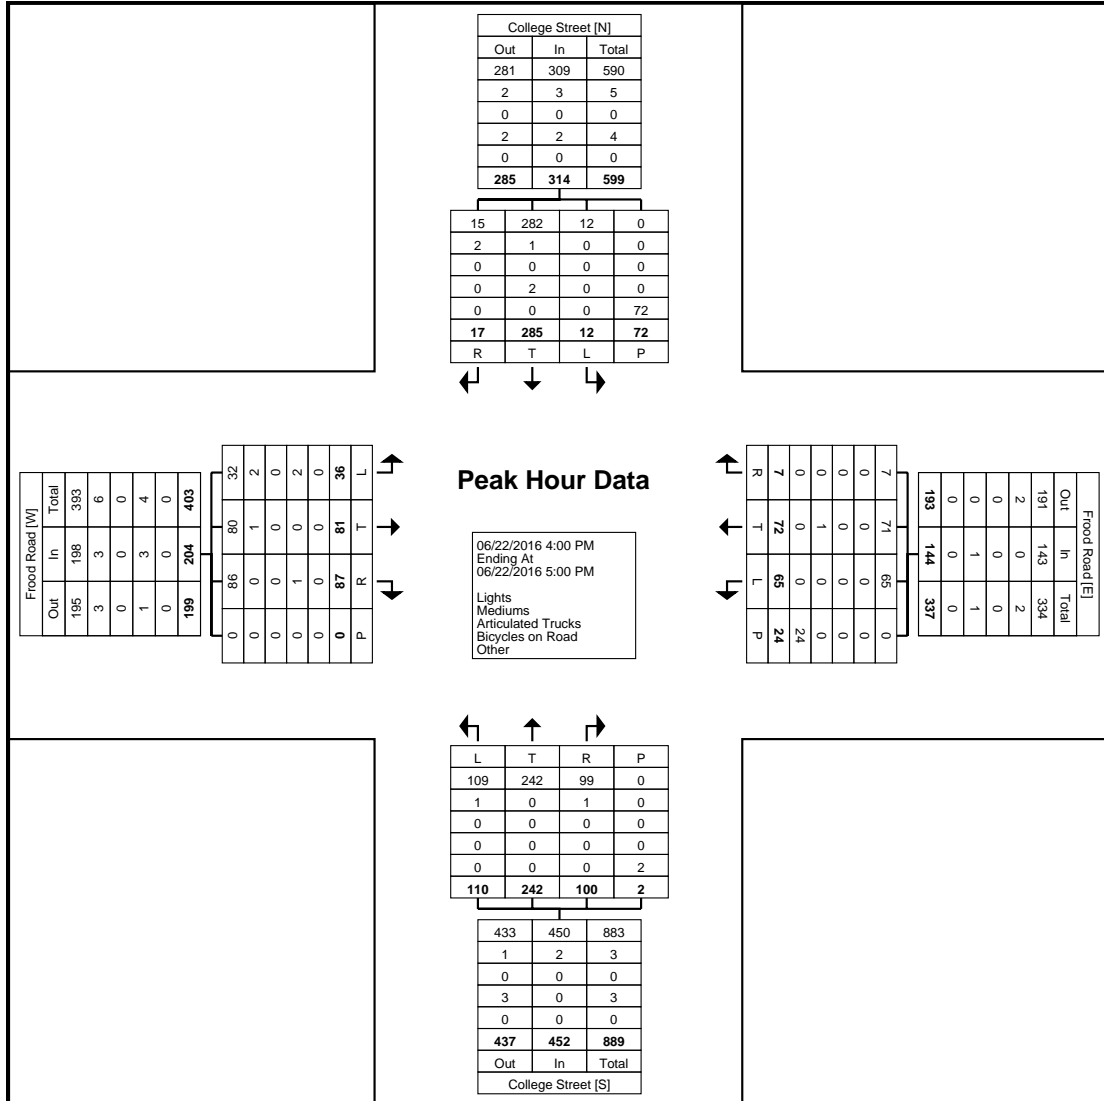 College Street [N]
Out In Total
281 309 590
2 3 5
0 0 0
2 2 4
0 0 0
285 314 599
15 282 12 0
2 1 0 0
0 0 0 0
0 2 0 0
0 0 0 72
17 285 12 72
R T L P
Frood Road [W]
Total 393 6 0 4 0 403
In 198 3 0 3 0 204
Out 195 3 0 1 0 199
32 2 0 2 0 36 L
80 1 0 0 0 81 T
86 0 0 1 0 87 R
0 0 0 0 0 0 P
Peak Hour Data
06/22/2016 4:00 PM
Ending At
06/22/2016 5:00 PM
Lights
Mediums
Articulated Trucks
Bicycles on Road
Other
R 7 0 0 0 0 7
T 72 0 1 0 0 71
L 65 0 0 0 0 65
P 24 24 0 0 0 0
193 0 0 0 2 191 Out
144 0 1 0 0 143 In
337 0 1 0 2 334 Total
Frood Road [E]
L T R P
109 242 99 0
1 0 1 0
0 0 0 0
0 0 0 0
0 0 0 2
110 242 100 2
433 450 883
1 2 3
0 0 0
3 0 3
0 0 0
437 452 889
Out In Total
College Street [S]